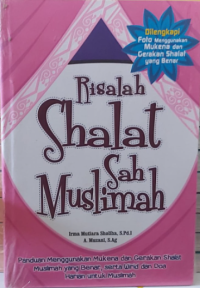 Dilengkapi
Foto Menggunakan
Mukena dan
Gerakan Shalat
yang Benar
Risalah
Shalat
Sah
Muslimah
Irma Mutiara Sholiha, S.Pd.I
A. Manani, S.Ag
Panduan Menggunakan Mukena dan Gerakan Shalat
Muslimah yang Benar, serta Wirid dan Doa
Harian untuk Muslimah